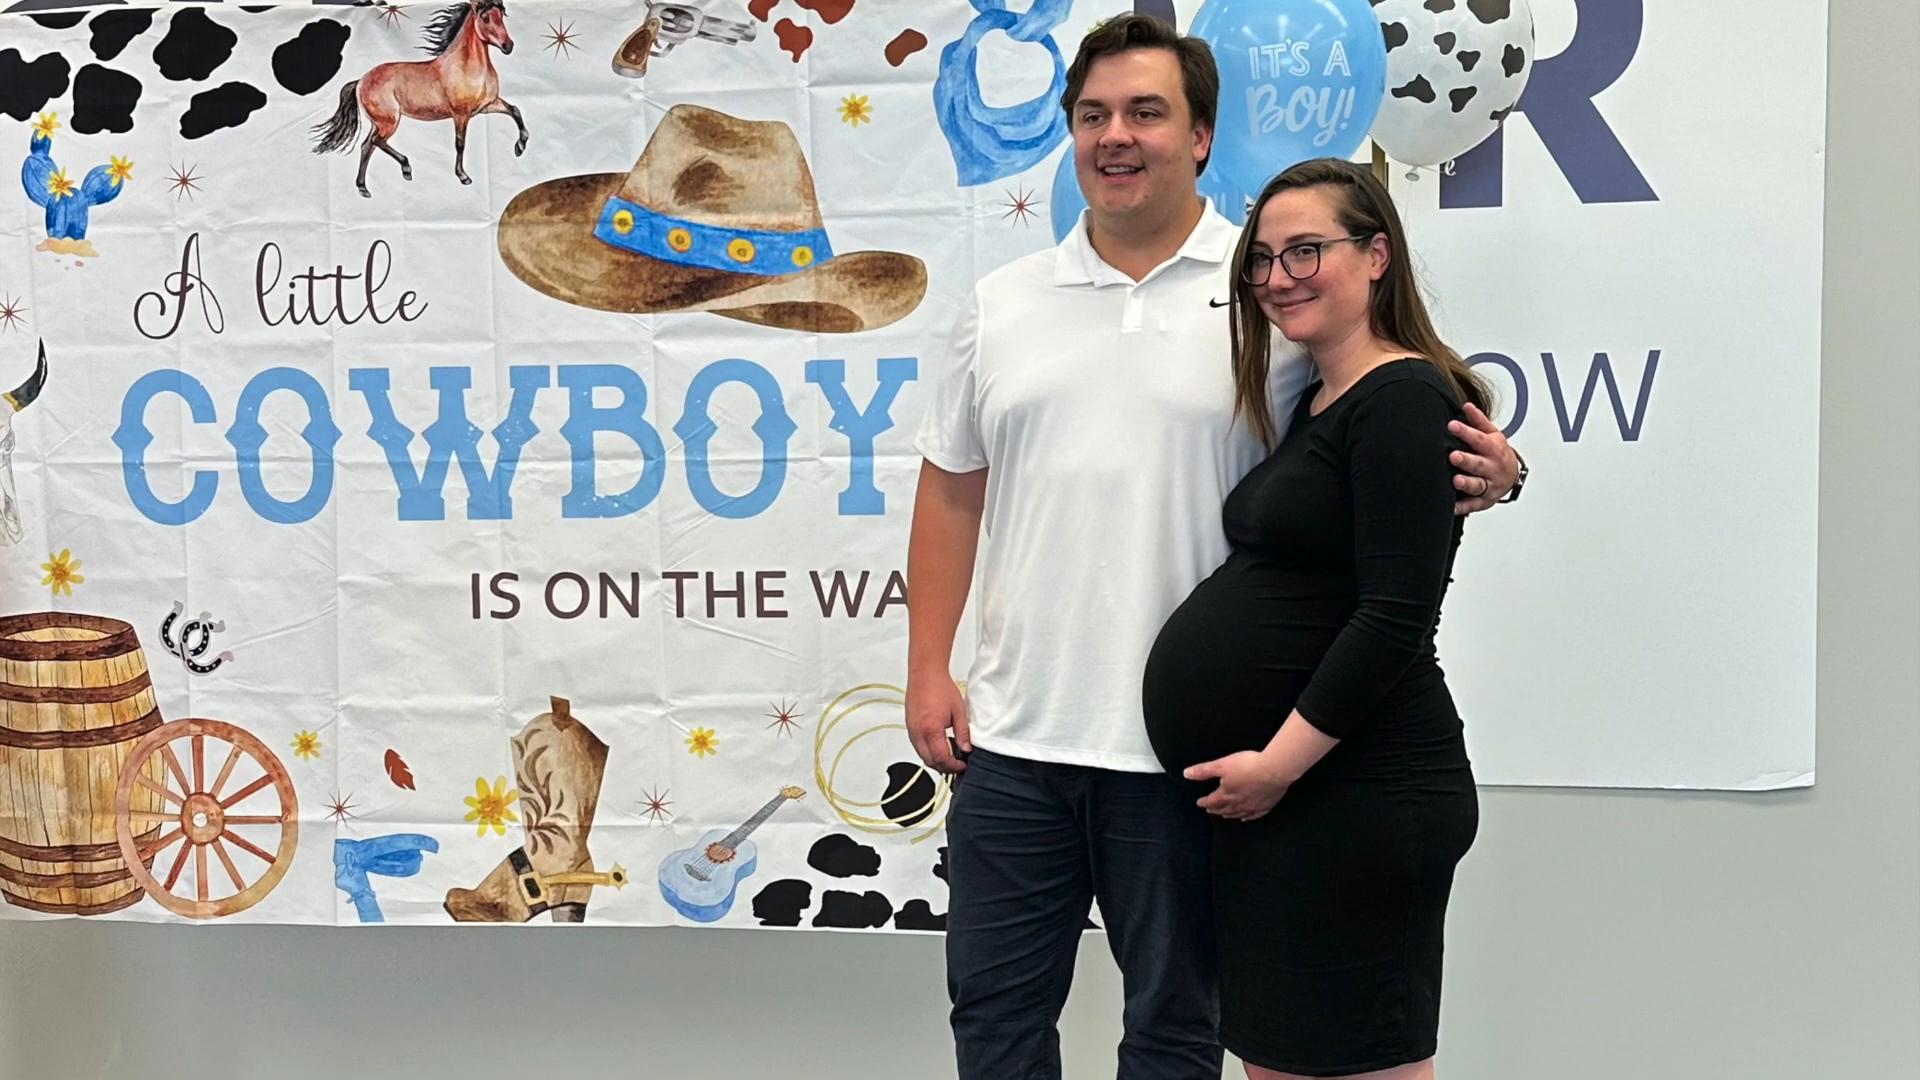 A little
COWBOY
IS ON THE WA
IT'S A
BOY!
R
OW